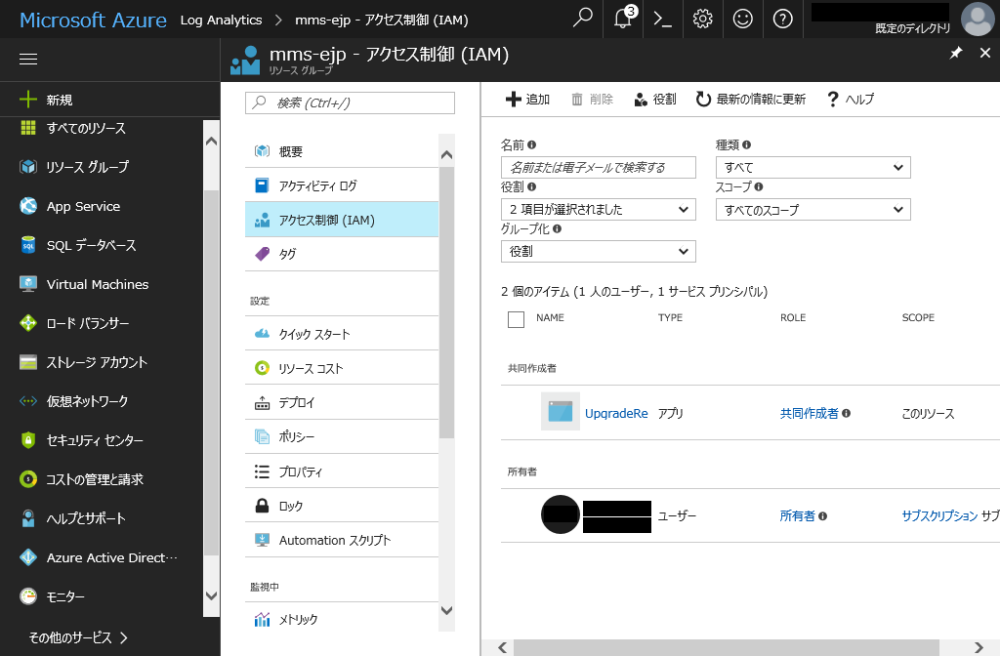 Microsoft Azure Log Analytics > mms-ejp - アクセス制御 (IAM)
3
既定のディレクトリ
mms-ejp - アクセス制御 (IAM)
リソース グループ
新規
すべてのリソース
リソース グループ
App Service
SQL データベース
Virtual Machines
ロード バランサー
ストレージ アカウント
仮想ネットワーク
セキュリティ センター
コストの管理と請求
ヘルプとサポート
Azure Active Direct…
モニター
その他のサービス >
検索 (Ctrl+/)
概要
アクティビティ ログ
アクセス制御 (IAM)
タグ
設定
クイック スタート
リソース コスト
デプロイ
ポリシー
プロパティ
ロック
Automation スクリプト
監視中
メトリック
追加 削除 役割 最新の情報に更新 ? ヘルプ
名前 種類
名前または電子メールで検索する すべて
役割 スコープ
2 項目が選択されました すべてのスコープ
グループ化
役割
2 個のアイテム (1 人のユーザー, 1 サービス プリンシパル)
NAME TYPE ROLE SCOPE
共同作成者
UpgradeRe アプリ 共同作成者 このリソース
所有者
ユーザー 所有者 サブスクリプション サブ